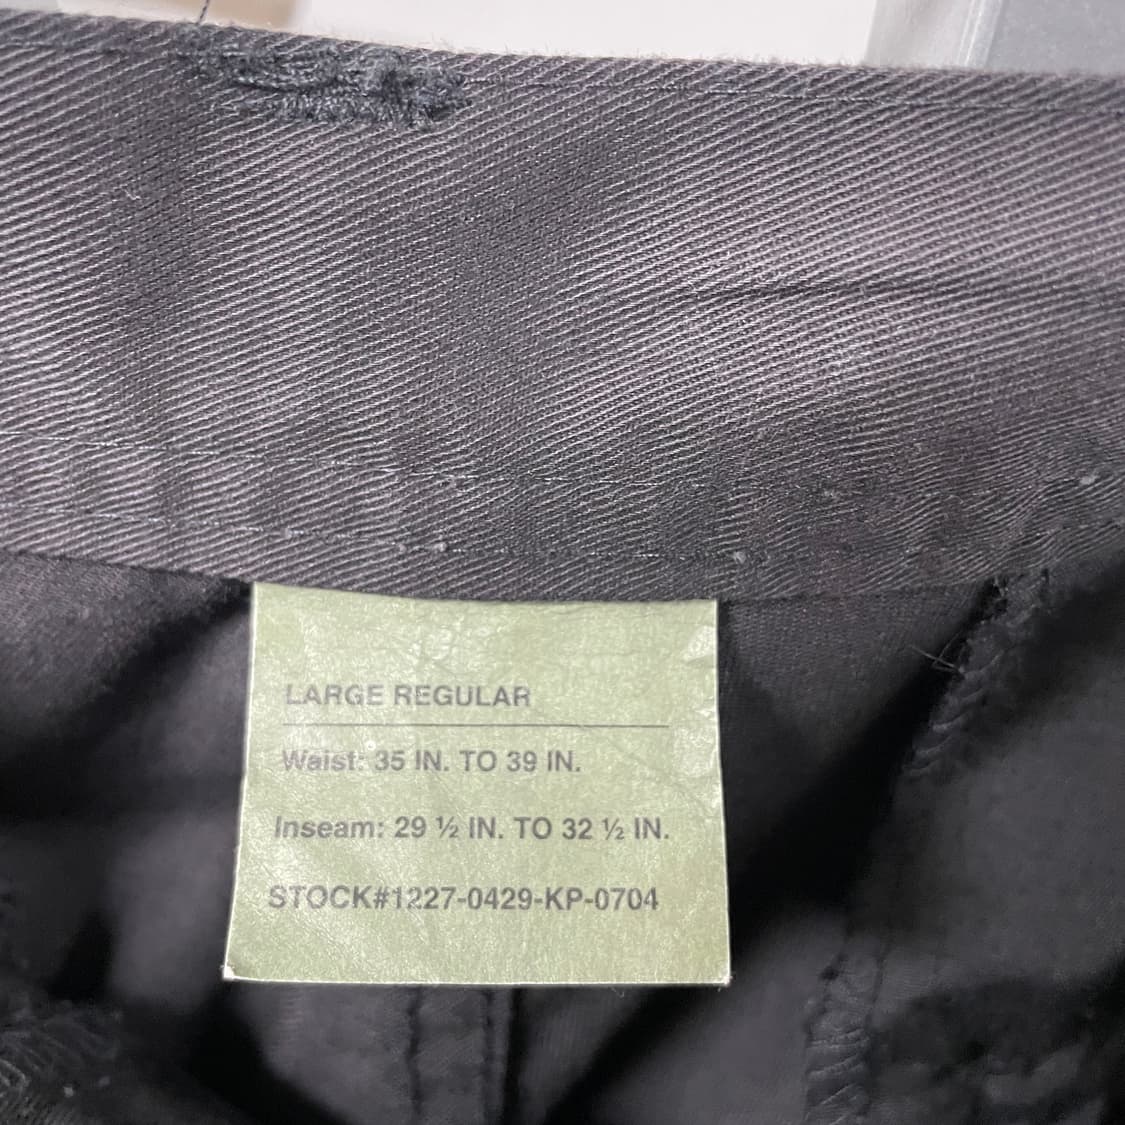 LARGE REGULAR
Waist: 35 IN. TO 39 IN.
Inseam: 29 ½ IN. TO 32 ½ IN.
STOCK#1227-0429-KP-0704